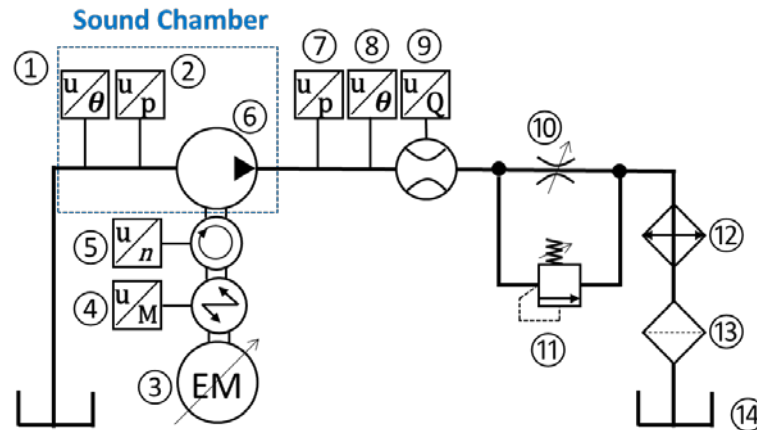 Sound Chamber
① ② ⑦ ⑧ ⑨
u/θ u/p u/p u/θ u/Q
⑥ ⑩
⑤ u/n
④ u/M ⑫
⑪ ⑬
③ EM
⑭